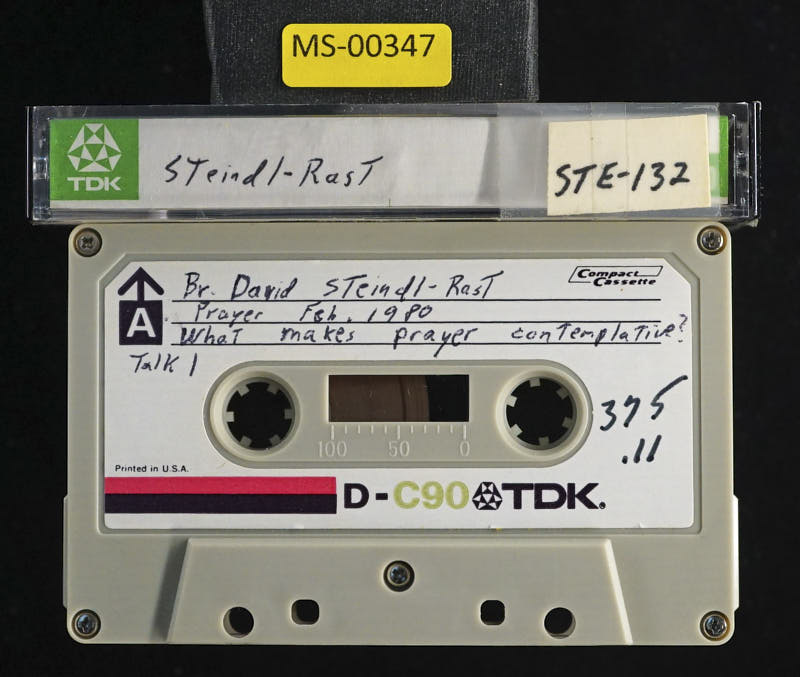 MS-00347
TDK
STeindl-RasT
STE-132
Br. David STeindl-RasT
Compact Cassette
A
Prayer Feb. 1980
WhaT makes prayer conTemplaTive?
Talk 1
375
.11
100 50 0
Printed in U.S.A.
D-C90 TDK.